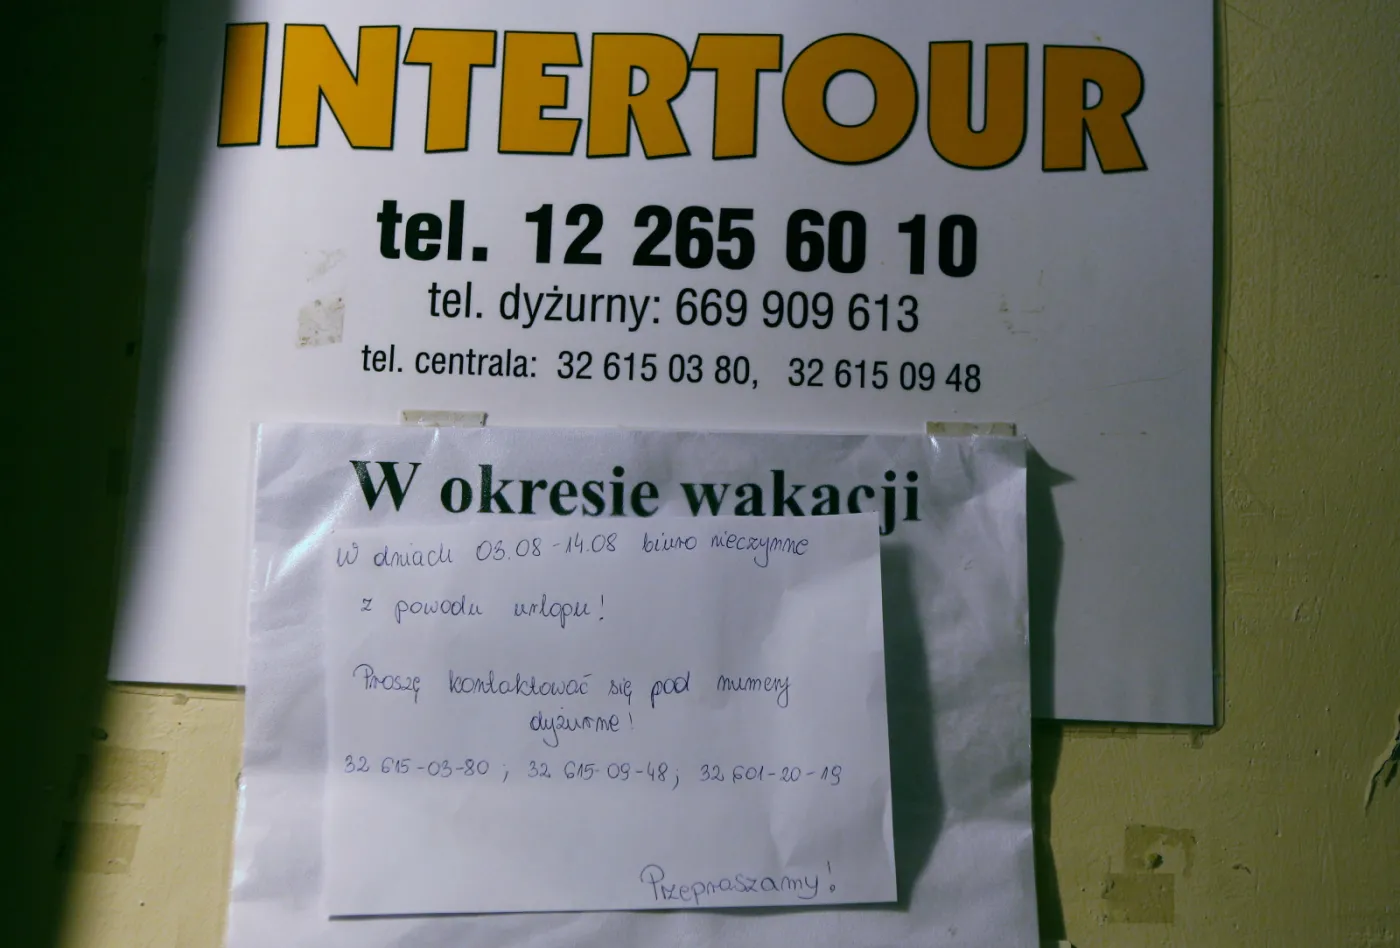 INTERTOUR
tel. 12 265 60 10
tel. dyżurny: 669 909 613
tel. centrala: 32 615 03 80, 32 615 09 48
W okresie wakacji
W dniach 03.08 - 14.08 biuro nieczynne
z powodu urlopu!
Proszę kontaktować się pod numery
dyżurne!
32 615-03-80 ; 32 615-09-48; 32 601-20-19
Przepraszamy!